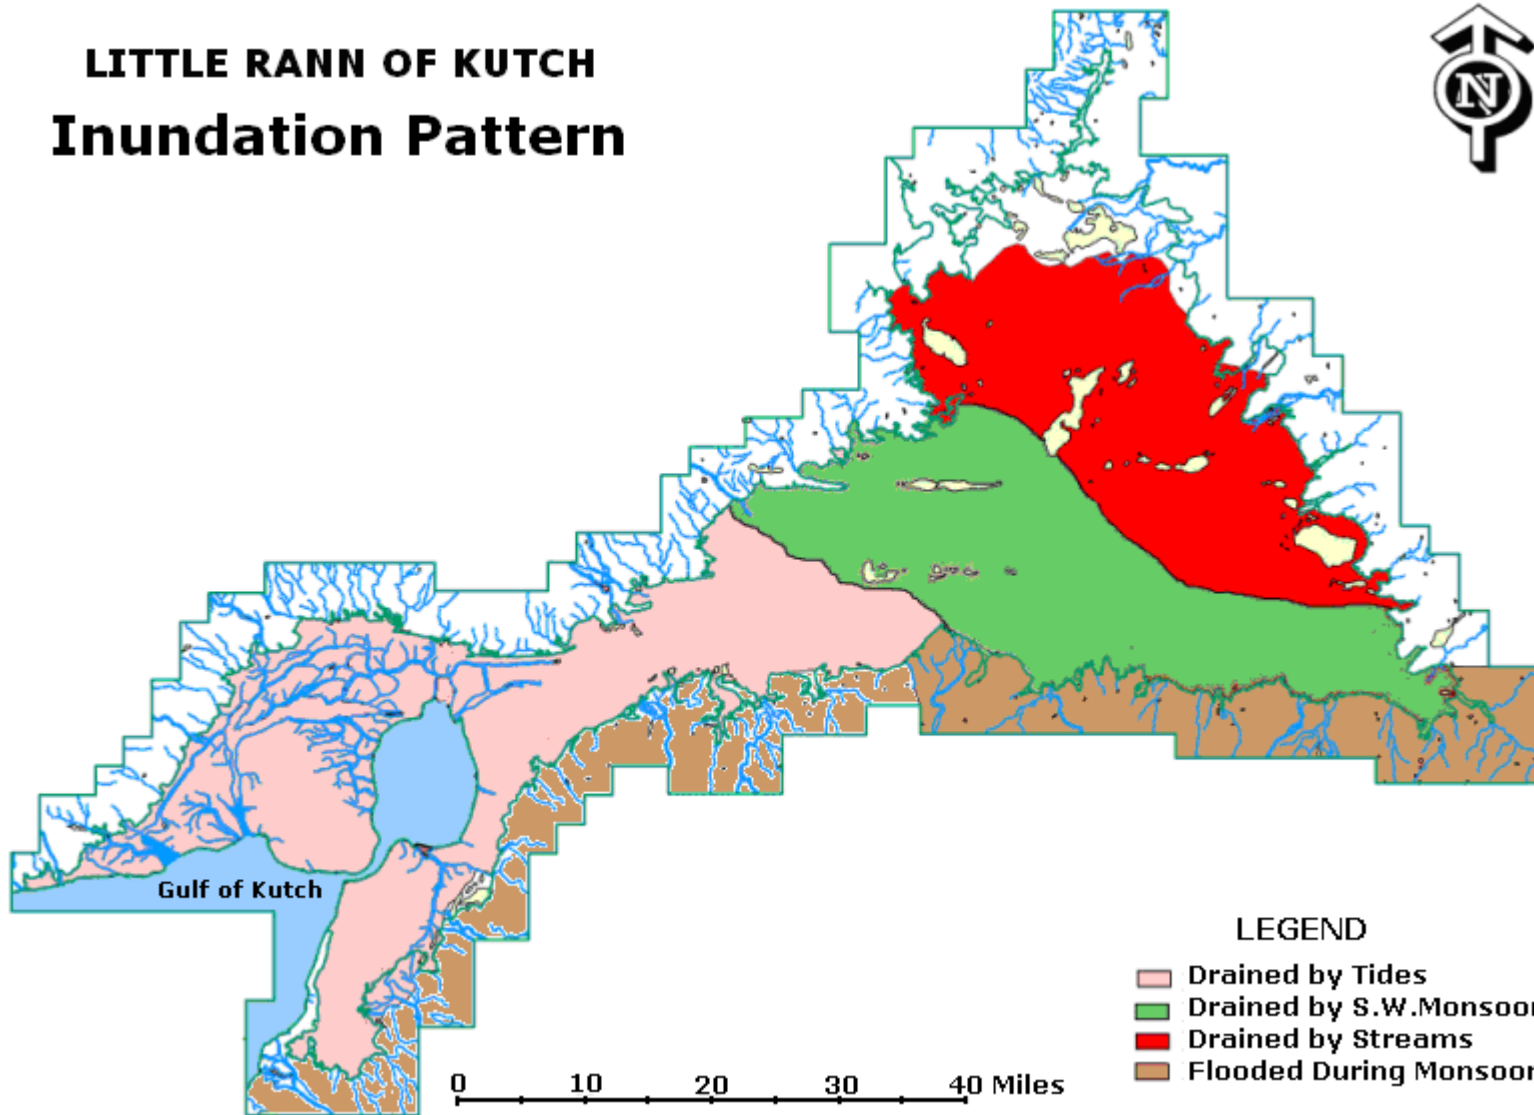 LITTLE RANN OF KUTCH
Inundation Pattern
N
Gulf of Kutch
LEGEND
Drained by Tides
Drained by S.W.Monsoon
Drained by Streams
Flooded During Monsoon
0 10 20 30 40 Miles